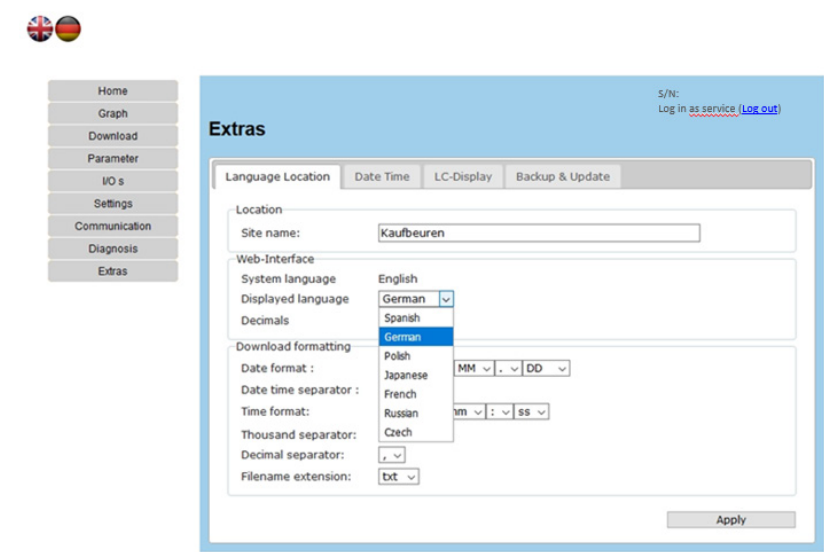 Home
Graph
Download
Parameter
I/O s
Settings
Communication
Diagnosis
Extras
S/N:
Log in as service (Log out)
Extras
Language Location Date Time LC-Display Backup & Update
Location
Site name: Kaufbeuren
Web-Interface
System language English
Displayed language German
Decimals
Spanish
German
Polish
Japanese
French
Russian
Czech
Download formatting
Date format : MM . DD
Date time separator :
Time format: : ss
Thousand separator:
Decimal separator: ,
Filename extension: txt
Apply